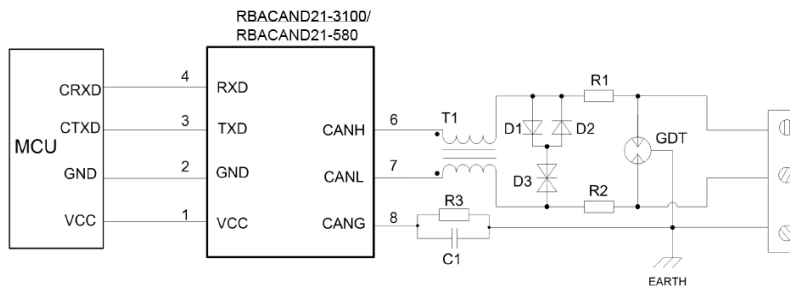 RBACAND21-3100/
RBACAND21-580
MCU
CRXD
CTXD
GND
VCC
4
3
2
1
RXD
TXD
GND
VCC
CANH
CANL
CANG
6
7
8
T1
D1
D2
D3
R1
R2
GDT
R3
C1
EARTH